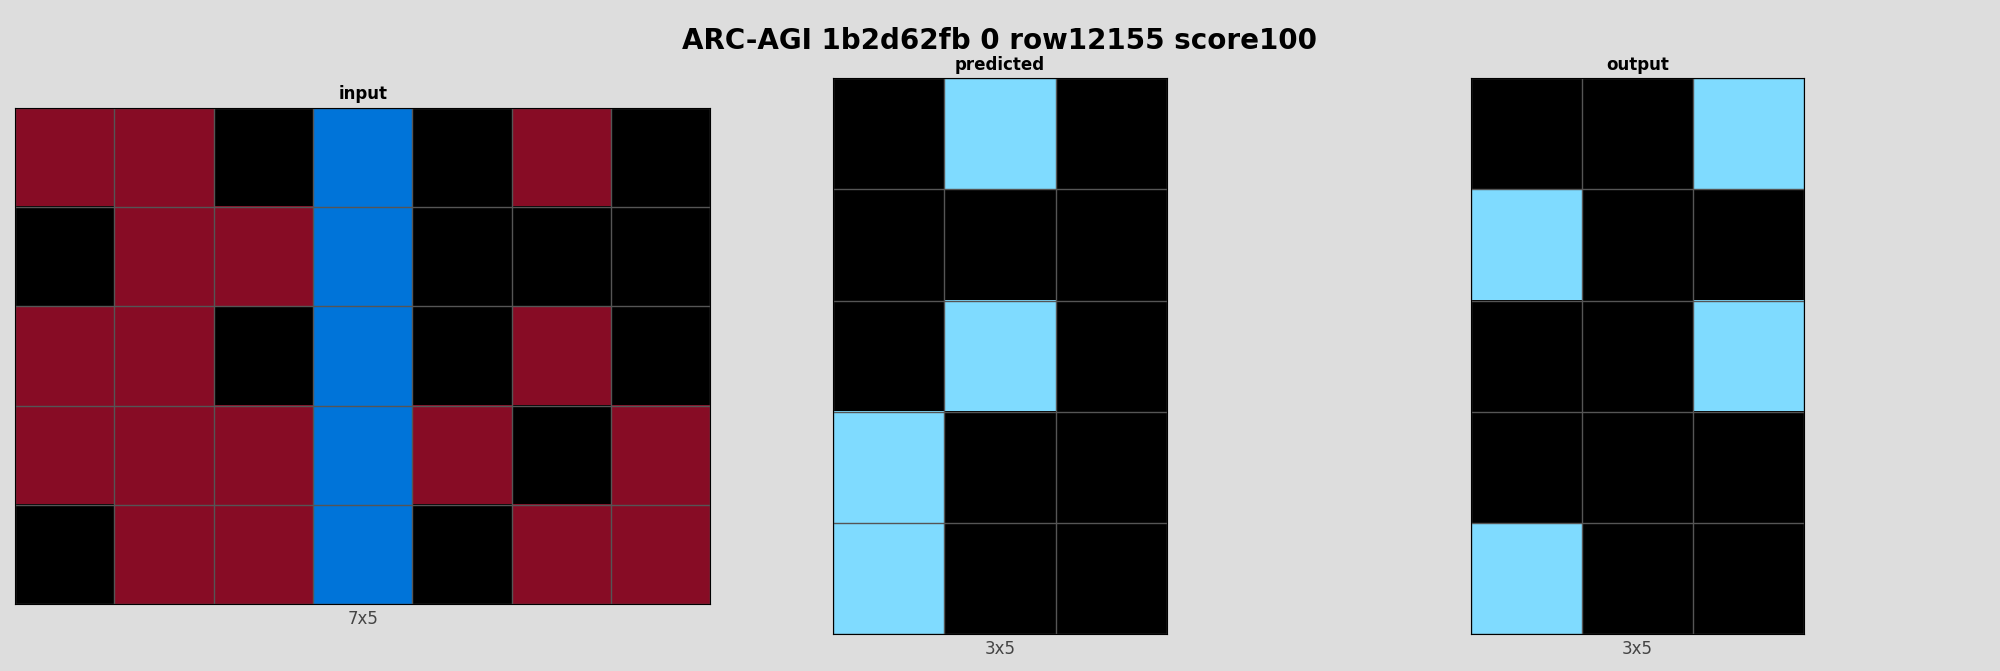 ARC-AGI 1b2d62fb 0 row12155 score100
input
predicted
output
7x5
3x5
3x5